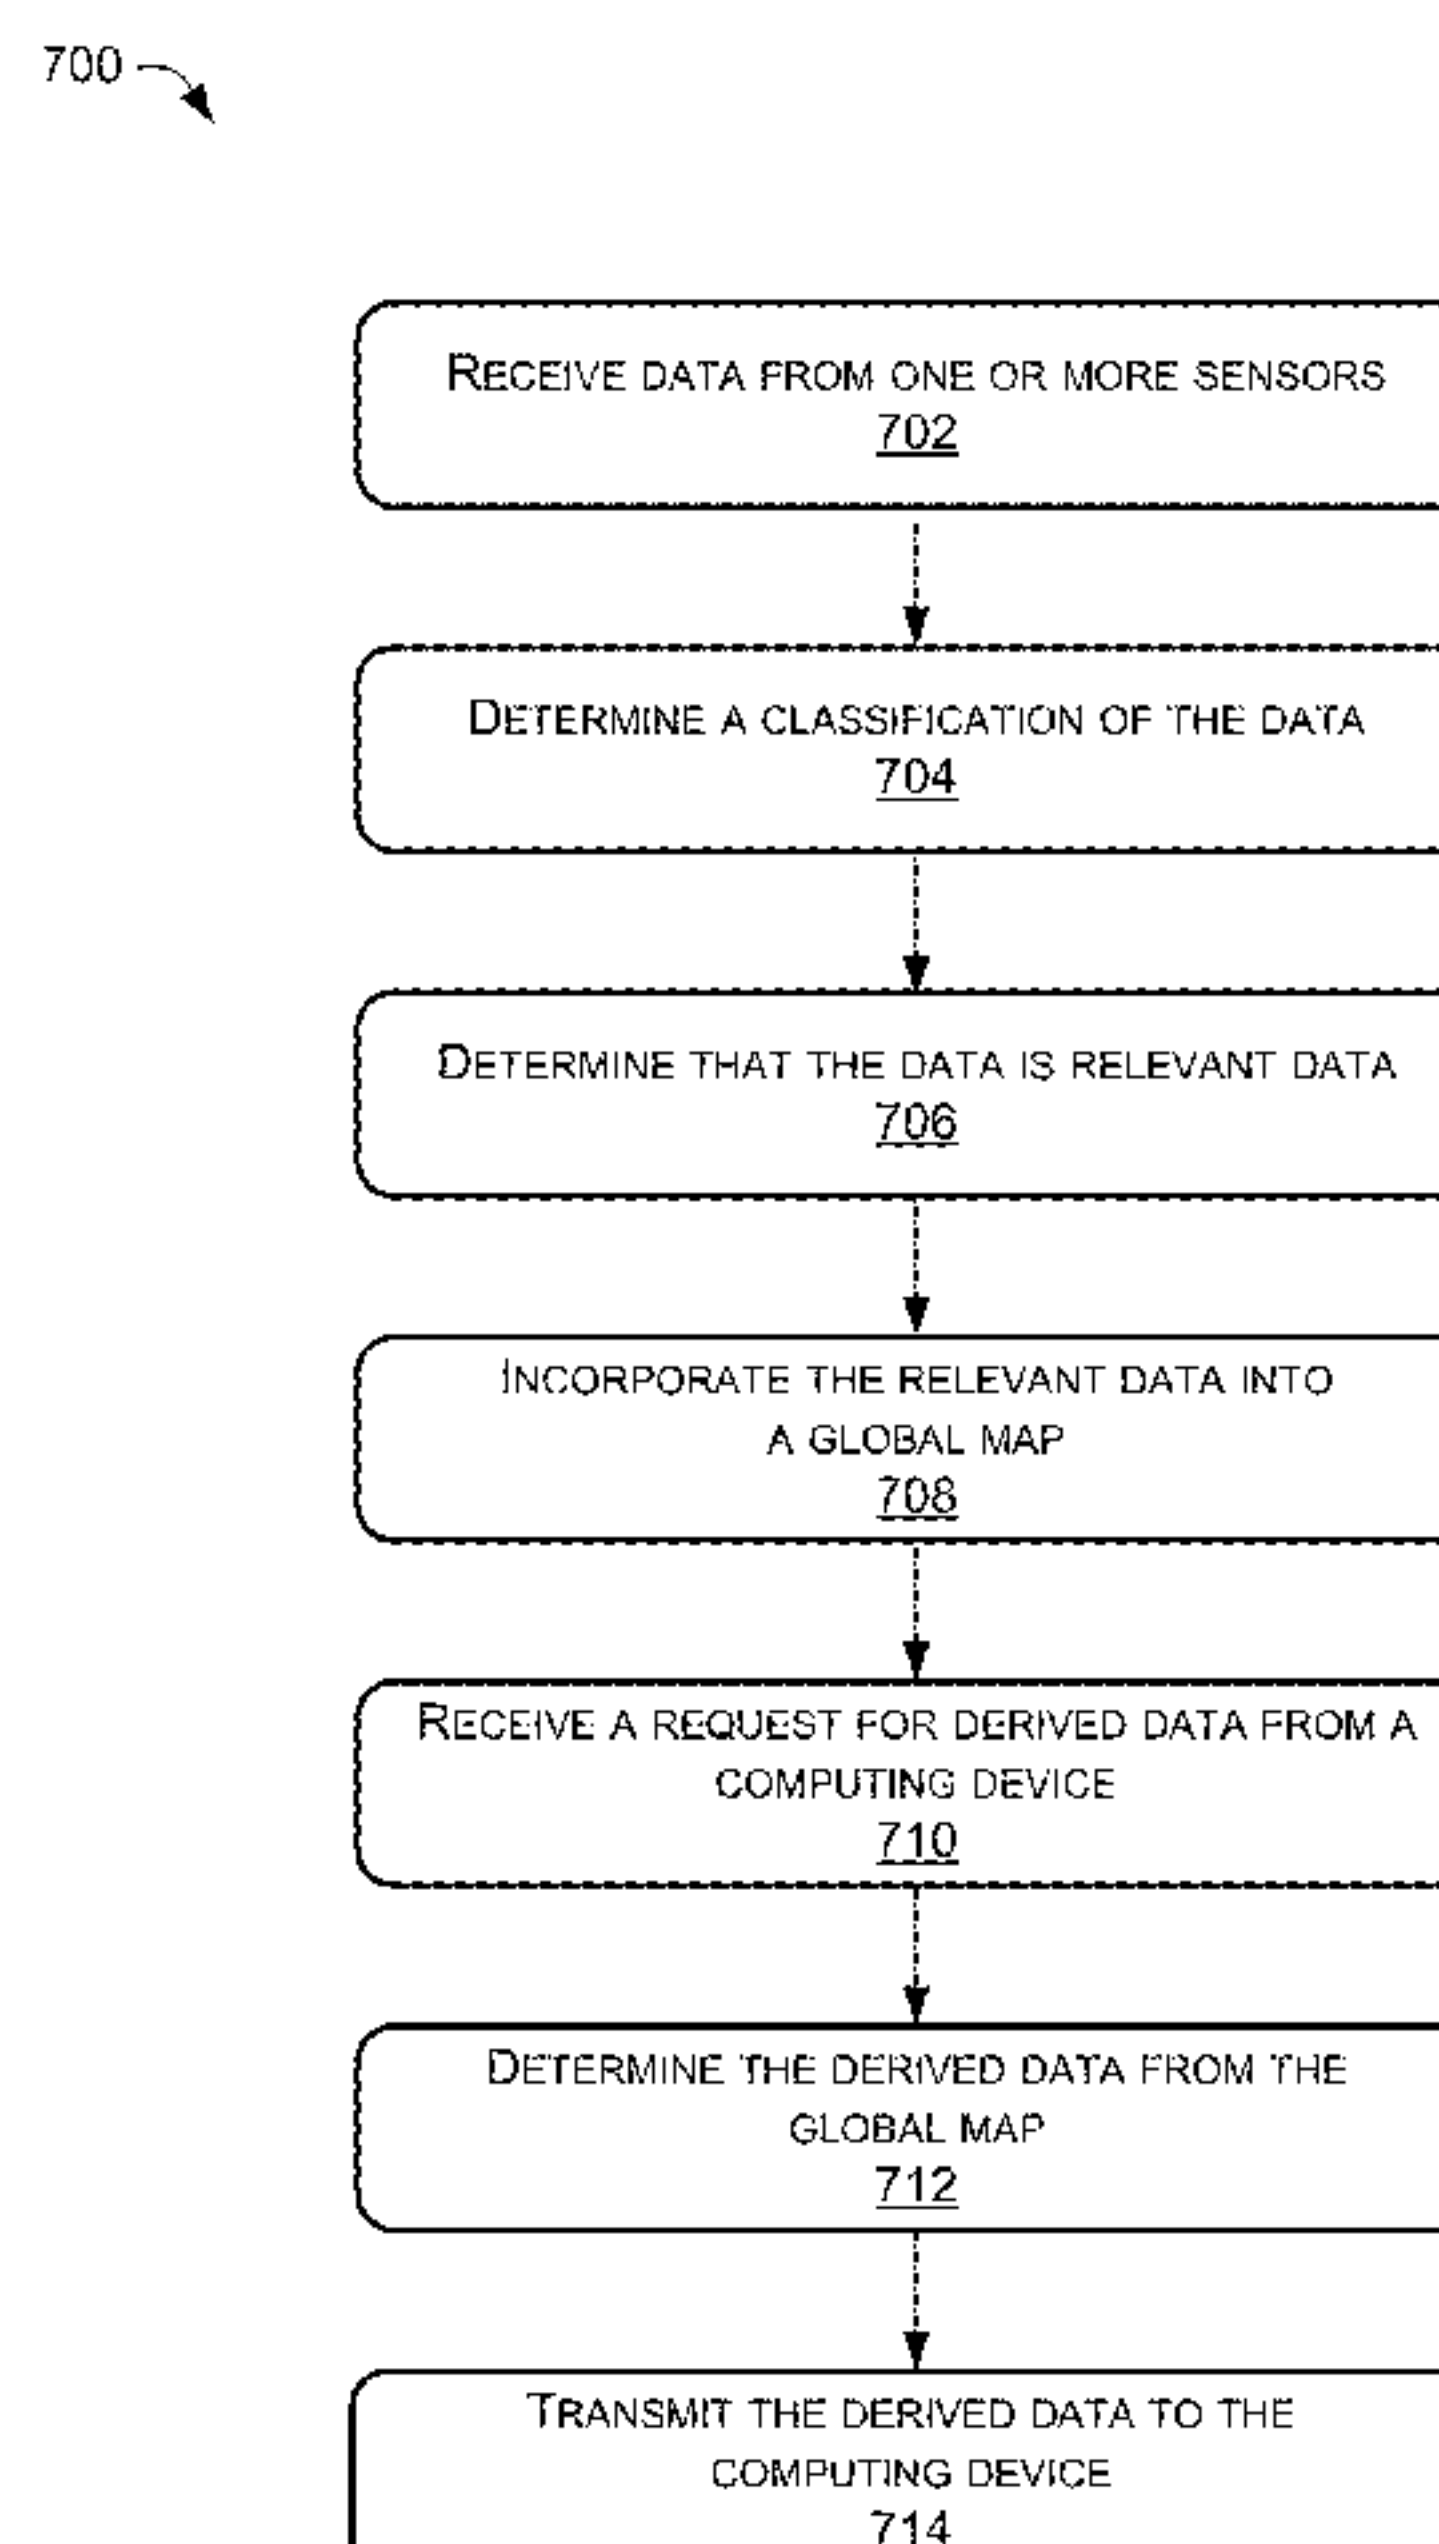 700
RECEIVE DATA FROM ONE OR MORE SENSORS
702
DETERMINE A CLASSIFICATION OF THE DATA
704
DETERMINE THAT THE DATA IS RELEVANT DATA
706
INCORPORATE THE RELEVANT DATA INTO
A GLOBAL MAP
708
RECEIVE A REQUEST FOR DERIVED DATA FROM A
COMPUTING DEVICE
710
DETERMINE THE DERIVED DATA FROM THE
GLOBAL MAP
712
TRANSMIT THE DERIVED DATA TO THE
COMPUTING DEVICE
714